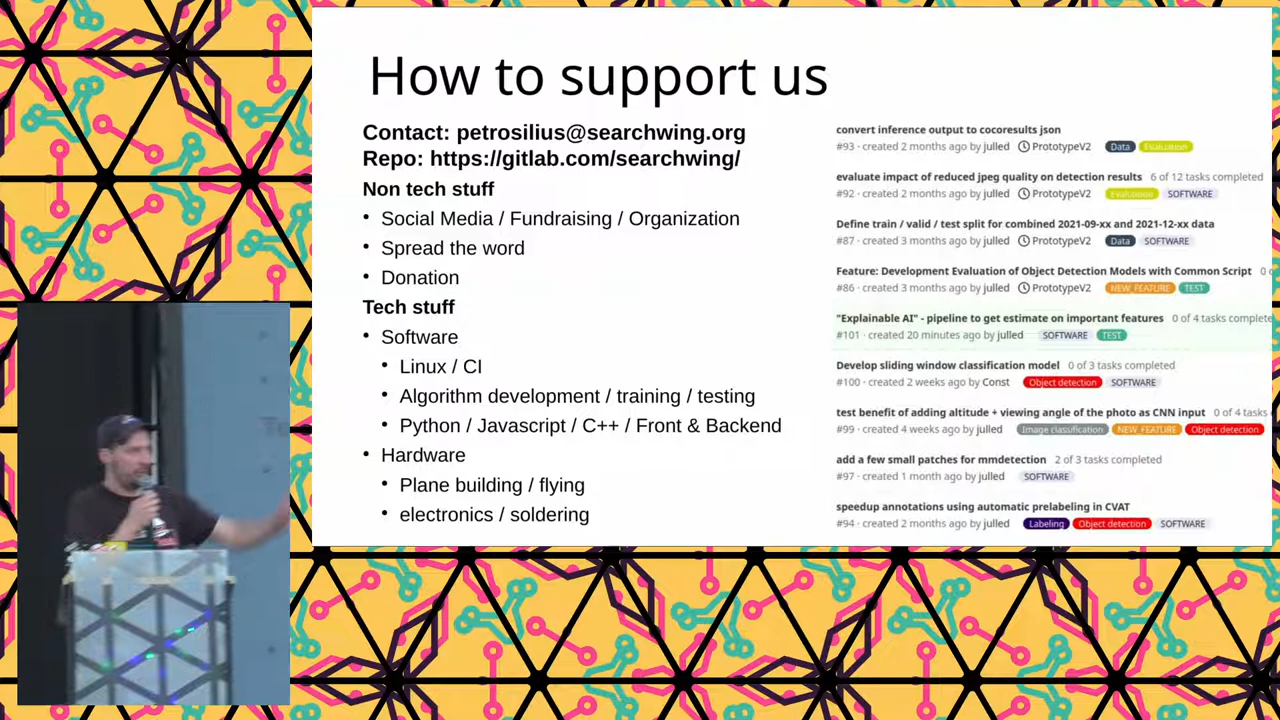 How to support us
Contact: petrosilius@searchwing.org
Repo: https://gitlab.com/searchwing/
Non tech stuff
• Social Media / Fundraising / Organization
• Spread the word
• Donation
Tech stuff
• Software
• Linux / CI
• Algorithm development / training / testing
• Python / Javascript / C++ / Front & Backend
• Hardware
• Plane building / flying
• electronics / soldering
convert inference output to cocoresults json
#93 · created 2 months ago by julled PrototypeV2 Data Evaluation
evaluate impact of reduced jpeg quality on detection results 6 of 12 tasks completed
#92 · created 2 months ago by julled PrototypeV2 Evaluation SOFTWARE
Define train / valid / test split for combined 2021-09-xx and 2021-12-xx data
#87 · created 3 months ago by julled PrototypeV2 Data SOFTWARE
Feature: Development Evaluation of Object Detection Models with Common Script 0
#86 · created 3 months ago by julled PrototypeV2 NEW_FEATURE TEST
"Explainable AI" - pipeline to get estimate on important features 0 of 4 tasks complete
#101 · created 20 minutes ago by julled SOFTWARE TEST
Develop sliding window classification model 0 of 3 tasks completed
#100 · created 2 weeks ago by Const Object detection SOFTWARE
test benefit of adding altitude + viewing angle of the photo as CNN input 0 of 4 tasks
#99 · created 4 weeks ago by julled Image classification NEW_FEATURE Object detection
add a few small patches for mmdetection 2 of 3 tasks completed
#97 · created 1 month ago by julled SOFTWARE
speedup annotations using automatic prelabeling in CVAT
#94 · created 2 months ago by julled Labeling Object detection SOFTWARE